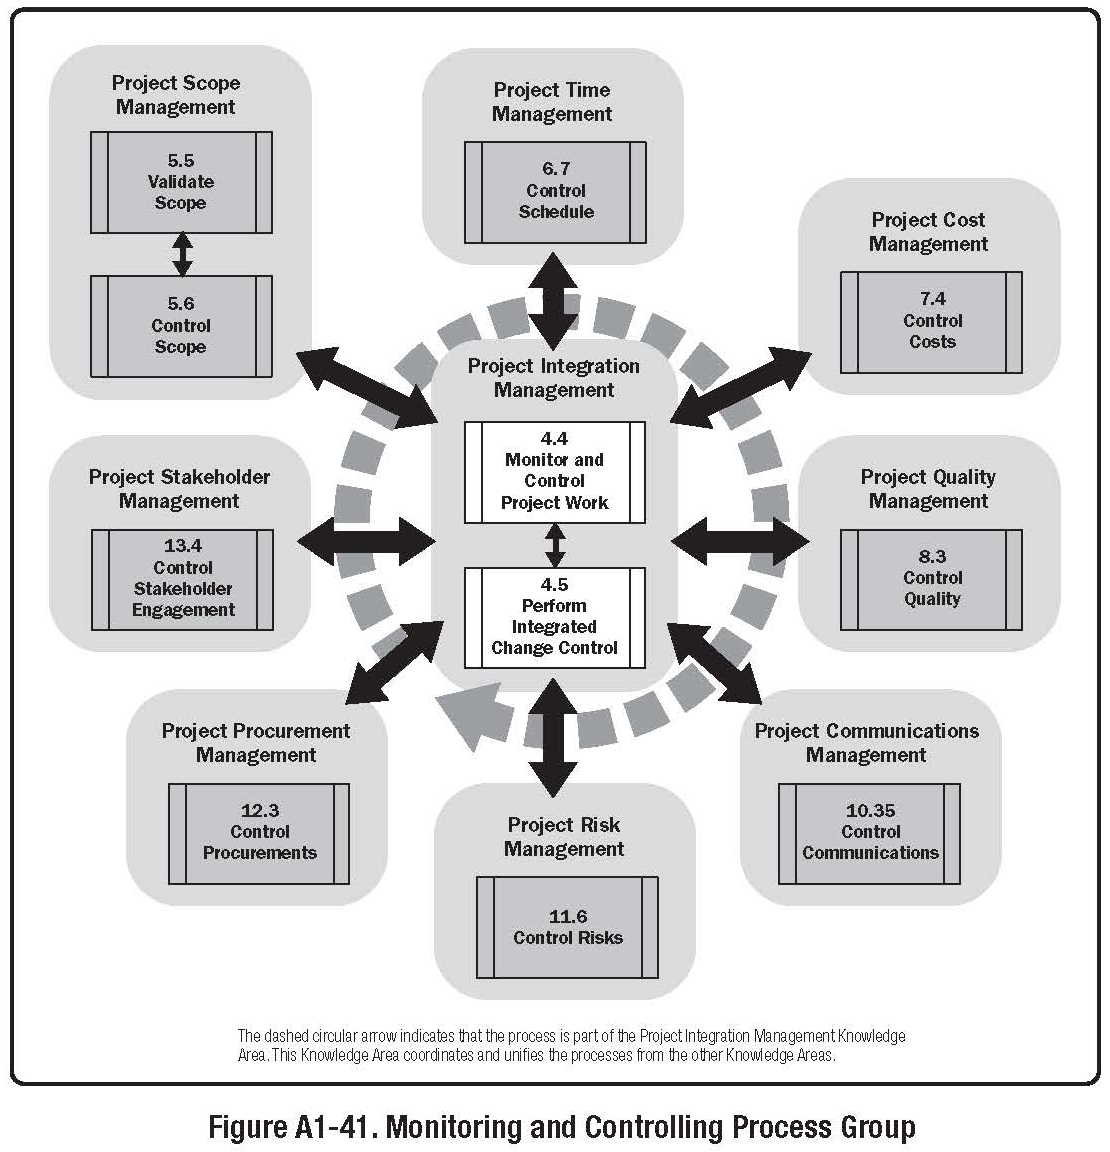 Project Scope
Management
5.5
Validate
Scope
5.6
Control
Scope
Project Time
Management
6.7
Control
Schedule
Project Cost
Management
7.4
Control
Costs
Project Integration
Management
4.4
Monitor and
Control
Project Work
4.5
Perform
Integrated
Change Control
Project Stakeholder
Management
13.4
Control
Stakeholder
Engagement
Project Quality
Management
8.3
Control
Quality
Project Procurement
Management
12.3
Control
Procurements
Project Risk
Management
11.6
Control Risks
Project Communications
Management
10.35
Control
Communications
The dashed circular arrow indicates that the process is part of the Project Integration Management Knowledge
Area. This Knowledge Area coordinates and unifies the processes from the other Knowledge Areas.
Figure A1-41. Monitoring and Controlling Process Group